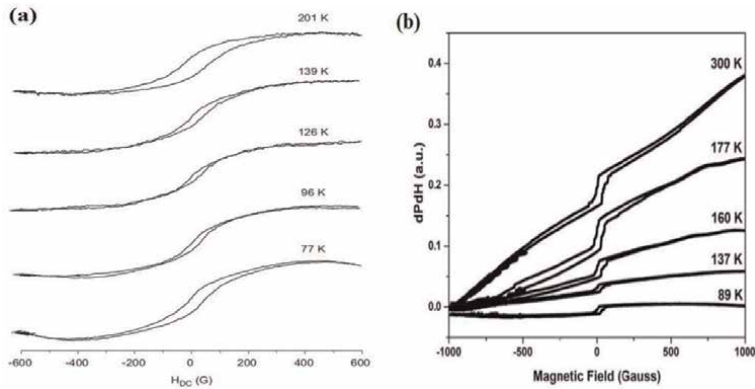 (a)
201 K
139 K
126 K
96 K
77 K
-600
-400
-200
0
200
400
600
H_DC (G)
(b)
dPdH (a.u.)
0.4
0.3
0.2
0.1
0.0
300 K
177 K
160 K
137 K
89 K
-1000
-500
0
500
1000
Magnetic Field (Gauss)